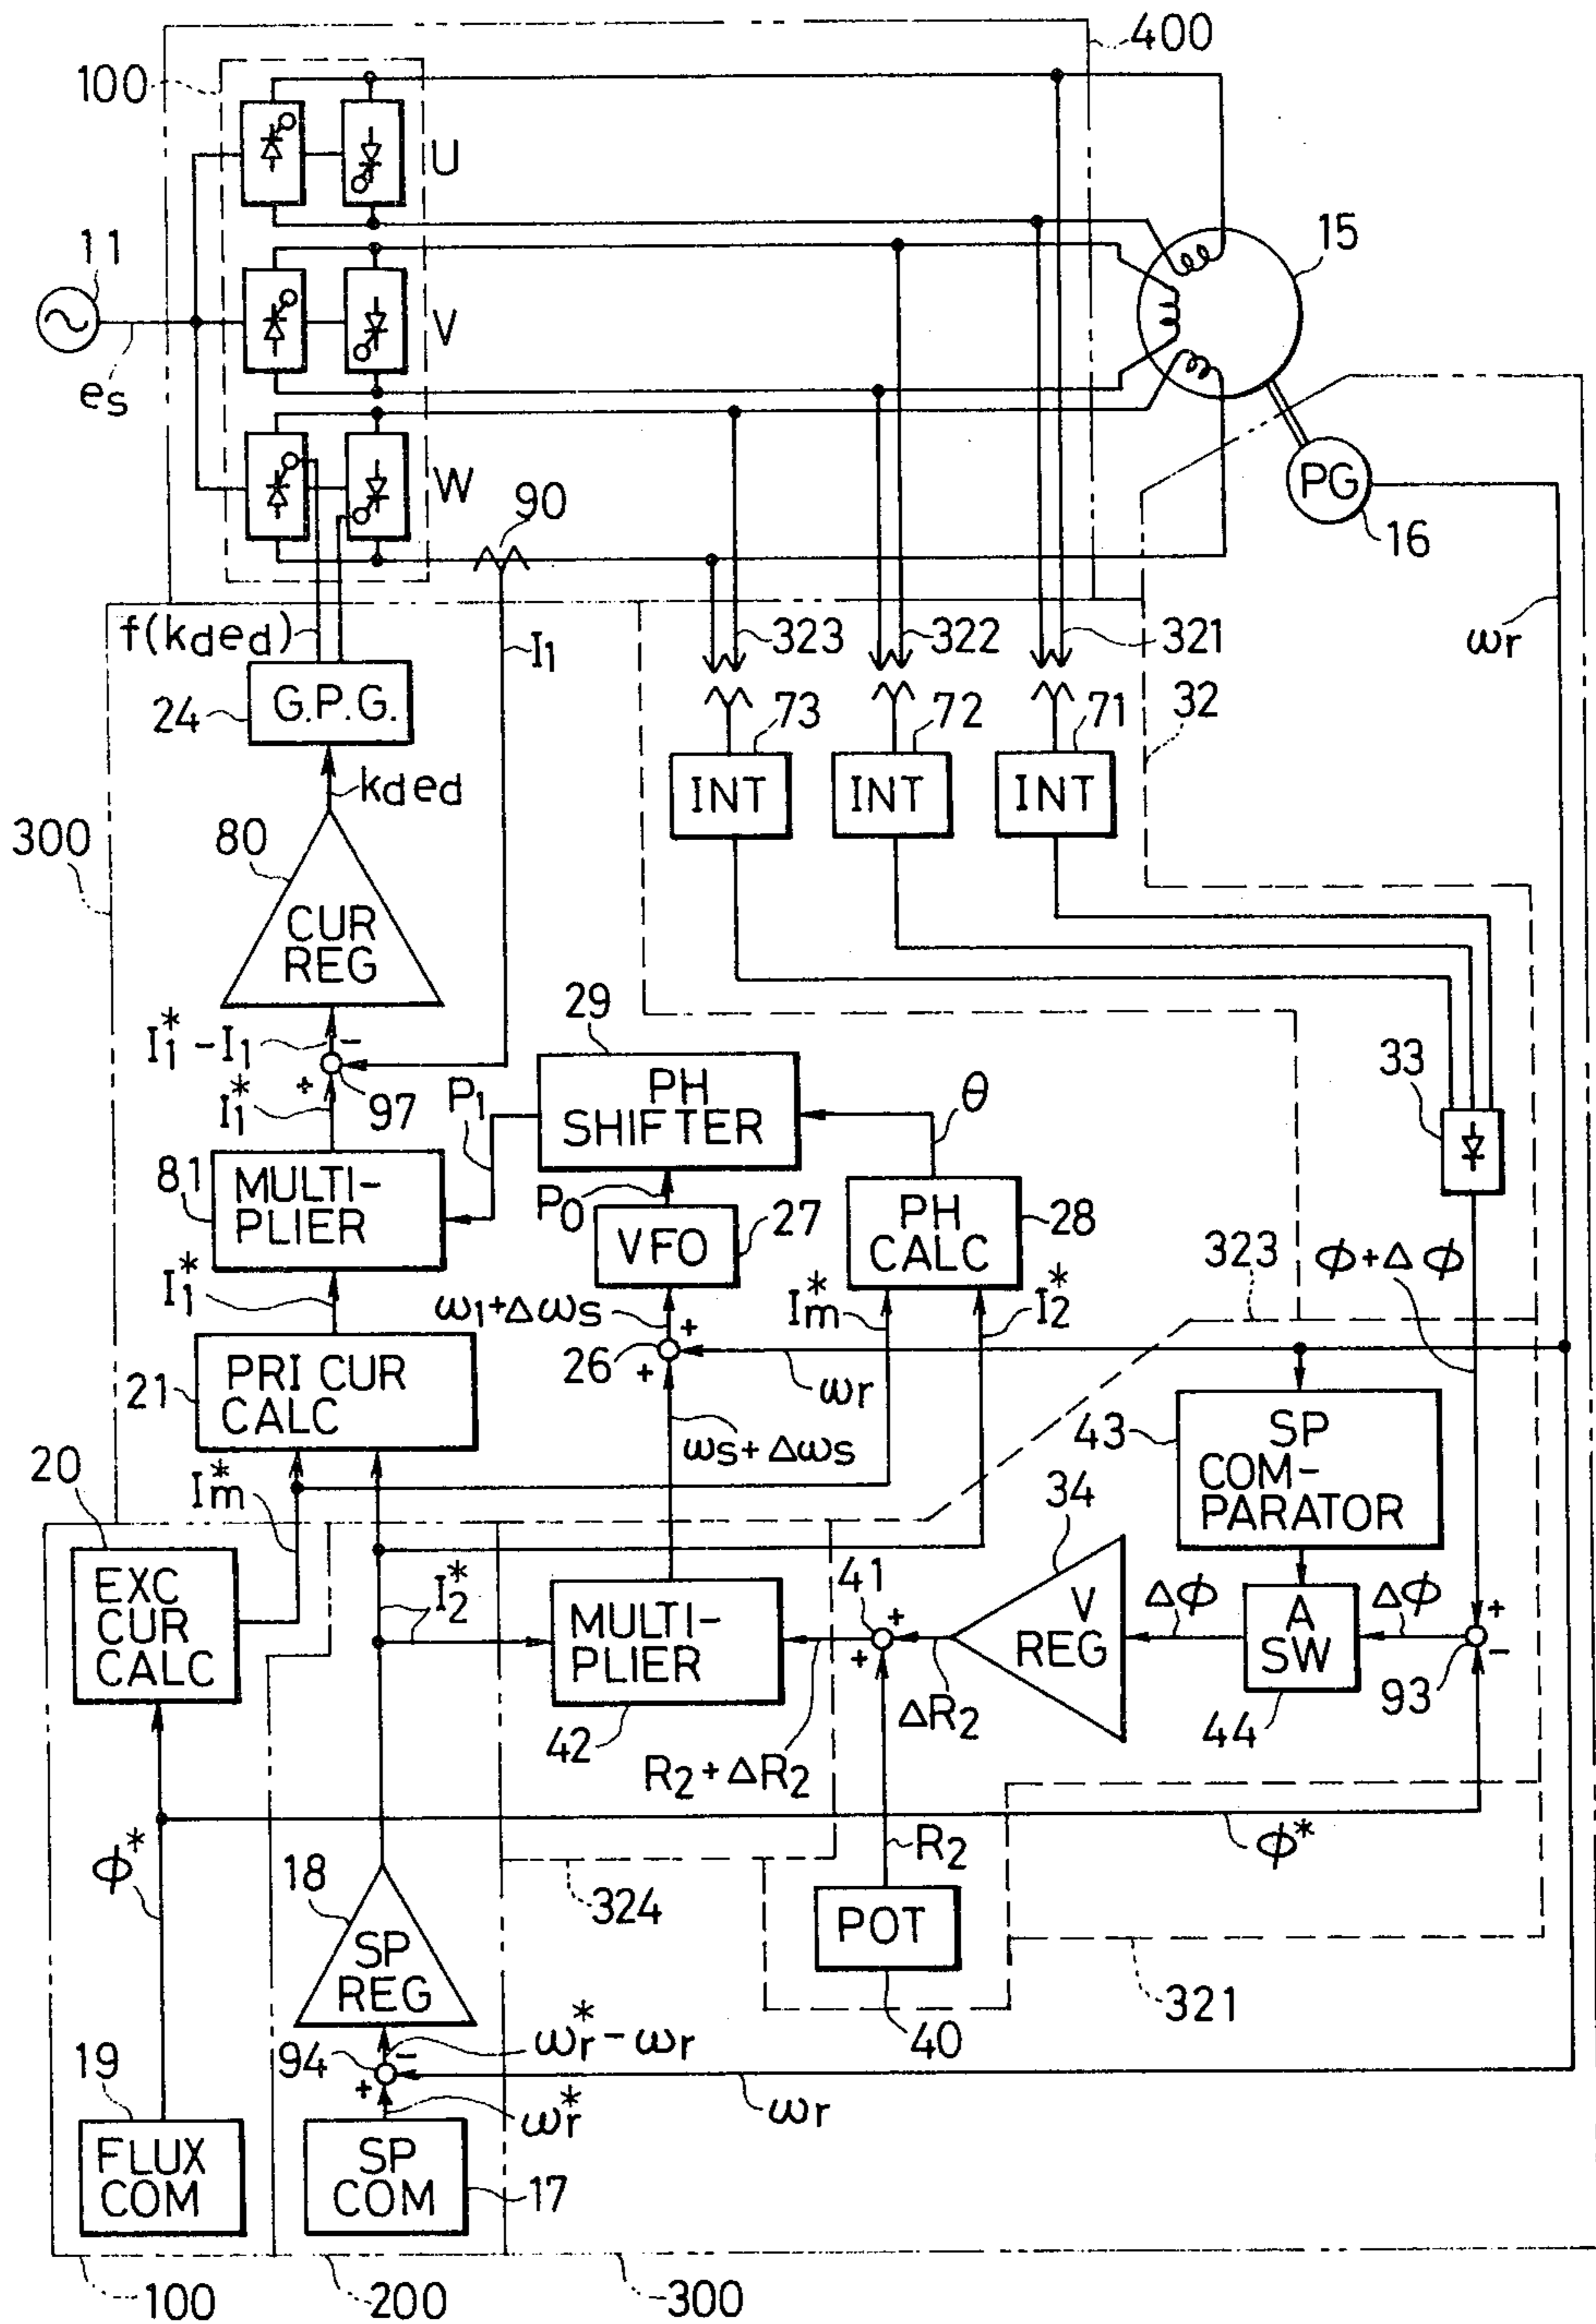 400
100
U
11
15
V
es
W
PG
90
16
f(kded)
I1
323
322
321
ωr
24
G.P.G.
73
72
71
32
kded
INT
INT
INT
300
80
CUR
REG
29
I1* - I1
-
+
97
I1*
P1
PH
SHIFTER
θ
33
81
MULTI-
PLIER
P0
VFO
27
PH
CALC
28
323
φ+Δφ
I1*
ω1+Δωs
Im*
I2*
+
26
+
21
PRI CUR
CALC
ωr
43
SP
COM-
PARATOR
ωs+Δωs
20
Im*
34
EXC
CUR
CALC
I2*
MULTI-
PLIER
41
+
+
V
REG
Δφ
A
SW
Δφ
+
-
93
42
ΔR2
44
R2+ΔR2
φ*
R2
φ*
18
324
SP
REG
POT
321
40
ωr* - ωr
19
94
-
+
ωr*
ωr
FLUX
COM
SP
COM
17
100
200
300